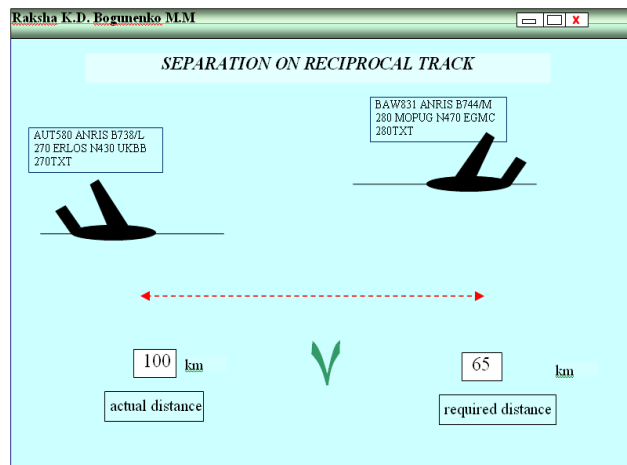 Raksha K.D. Bogunenko M.M
X
SEPARATION ON RECIPROCAL TRACK
BAW831 ANRIS B744/M
280 MOPUG N470 EGMC
280TXT
AUT580 ANRIS B738/L
270 ERLOS N430 UKBB
270TXT
100 km
65 km
actual distance
required distance